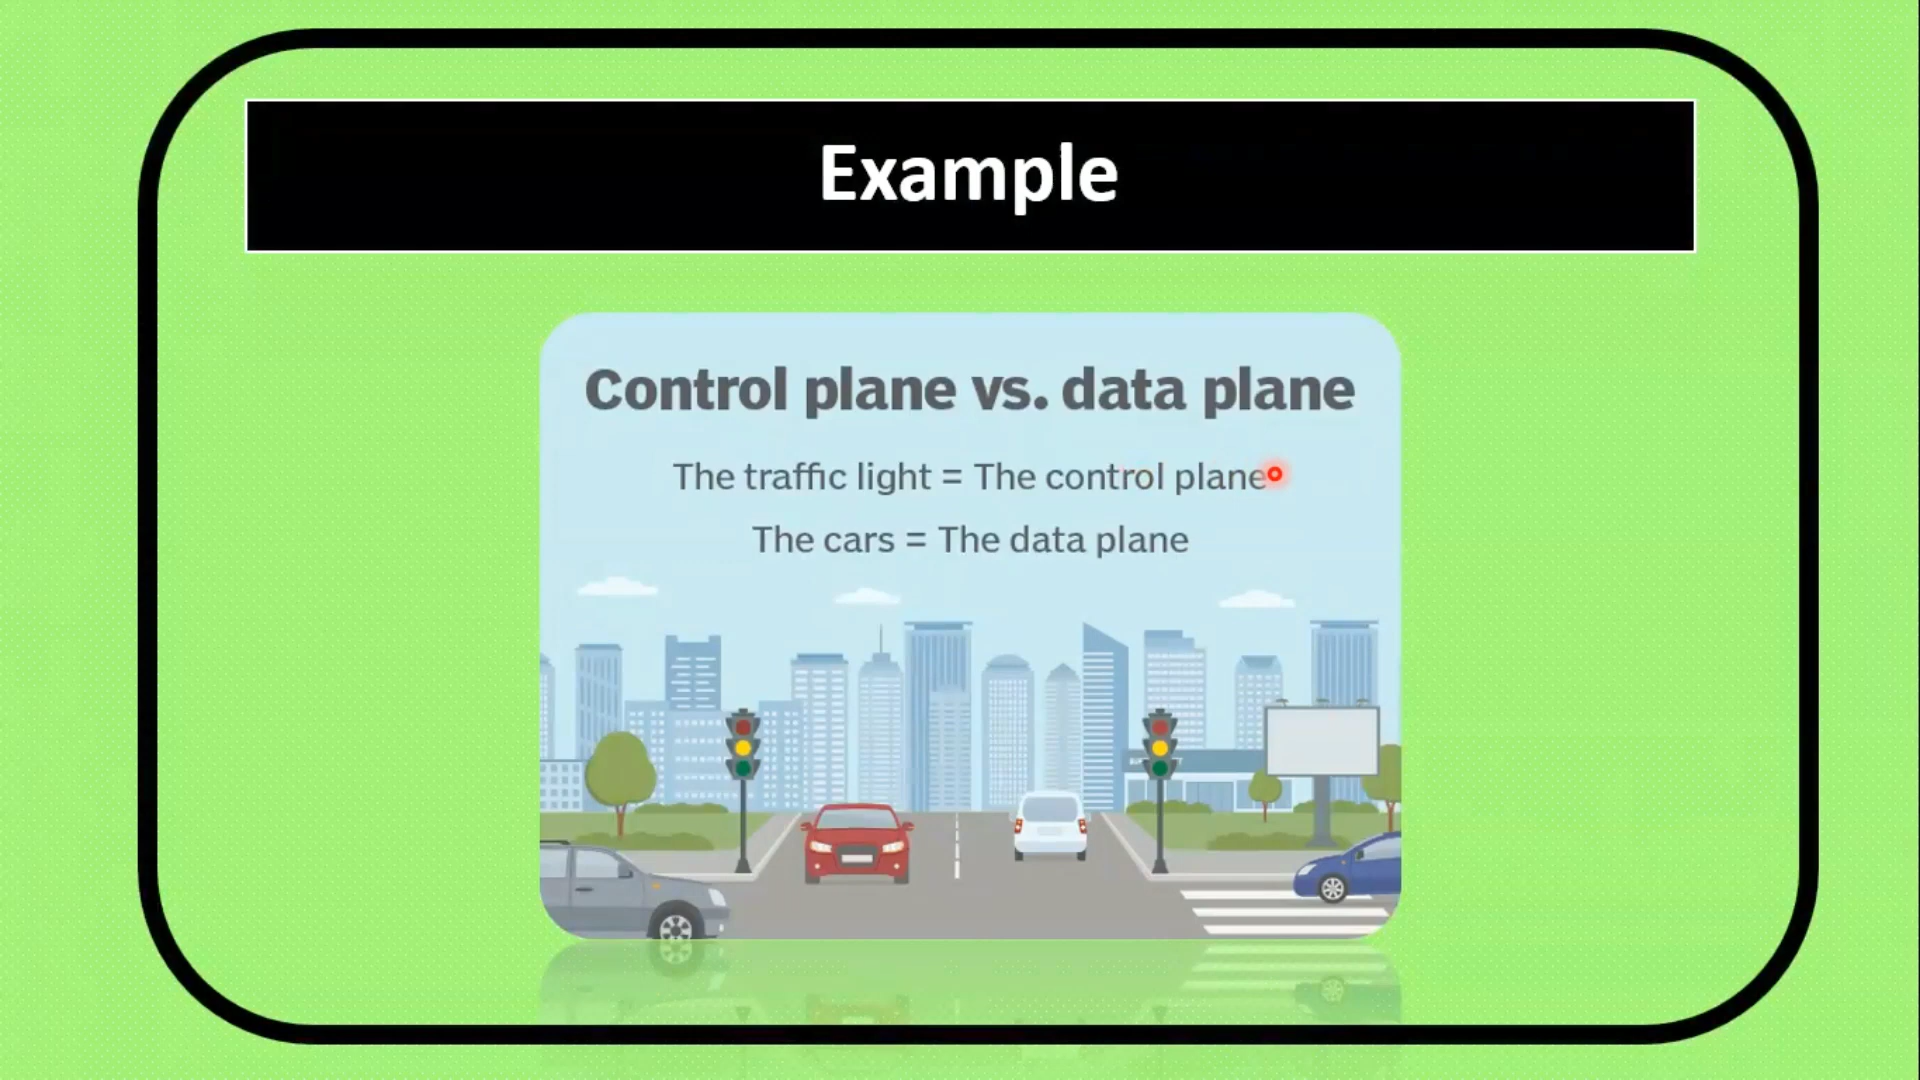 Example
Control plane vs. data plane
The traffic light = The control plane
The cars = The data plane